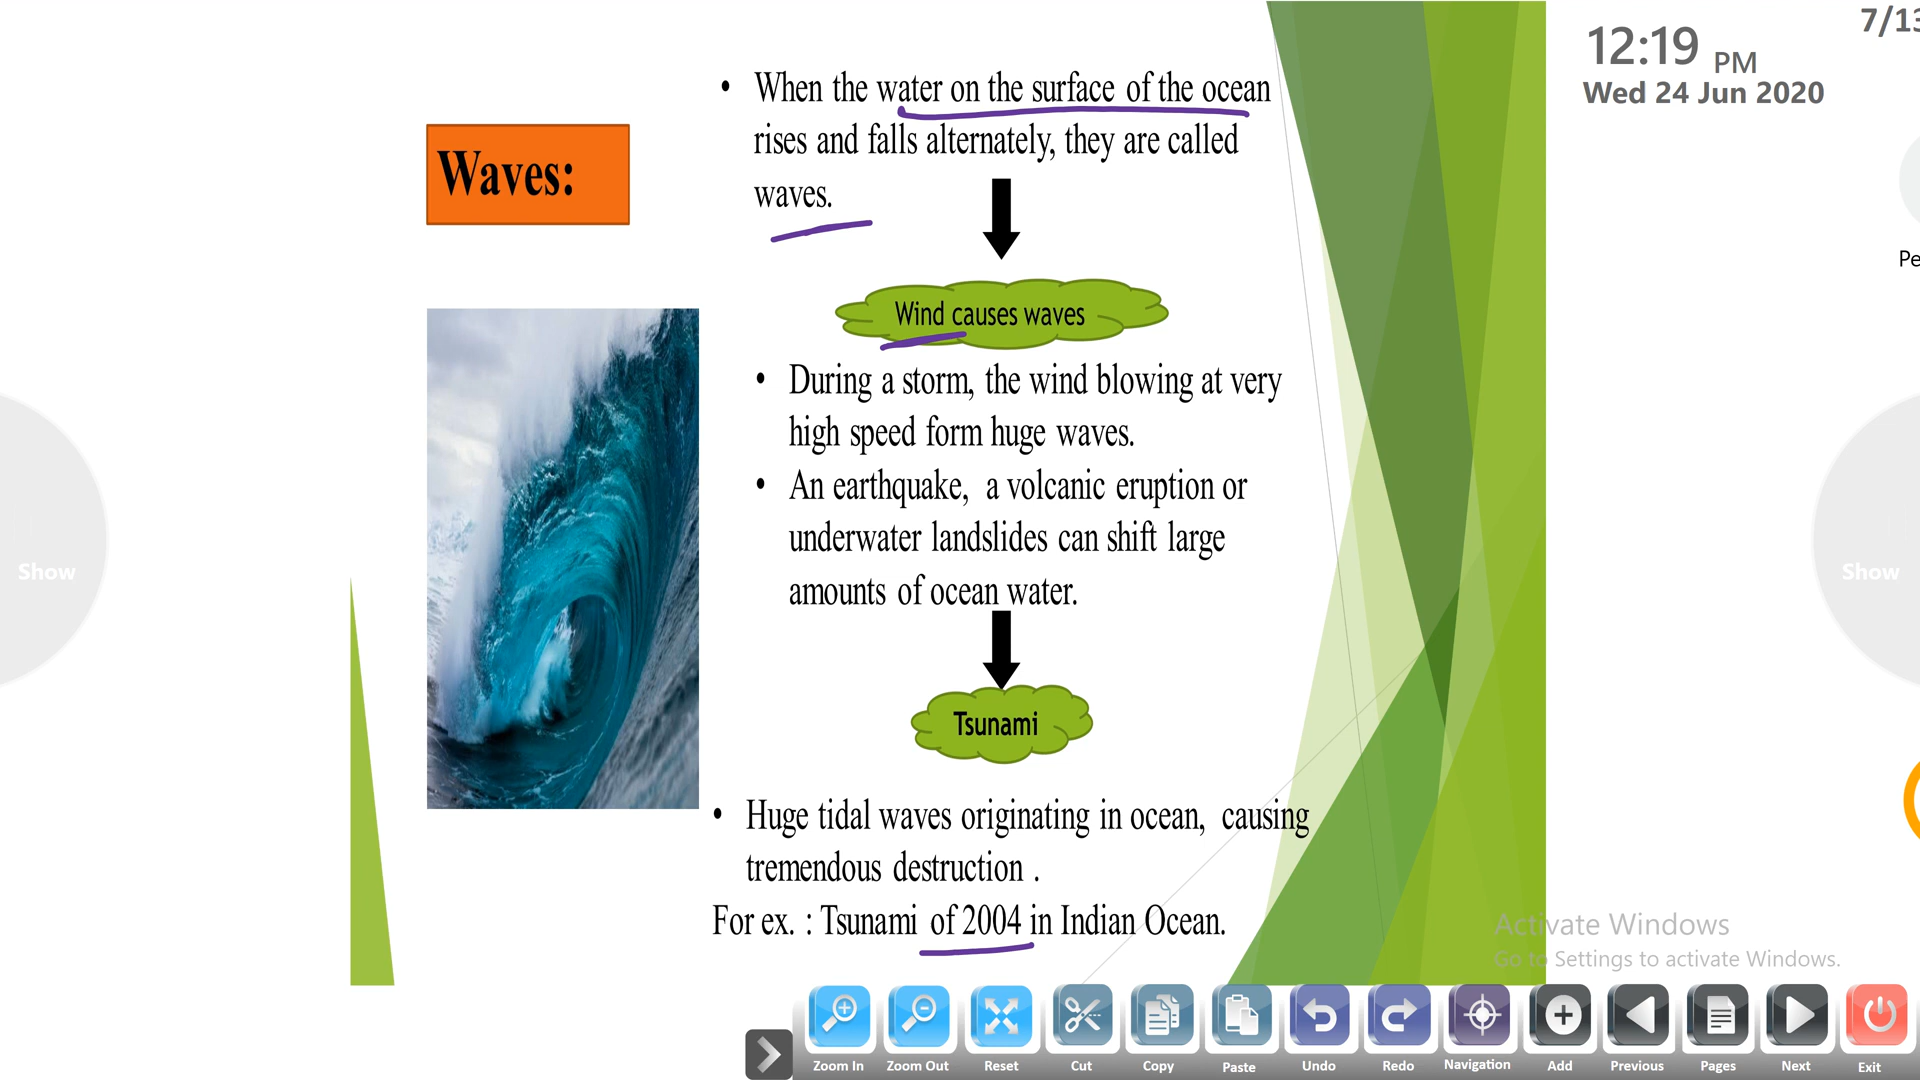 7/13
12:19 PM
Wed 24 Jun 2020
Waves:
• When the water on the surface of the ocean
rises and falls alternately, they are called
waves.
Wind causes waves
• During a storm, the wind blowing at very
high speed form huge waves.
• An earthquake, a volcanic eruption or
underwater landslides can shift large
amounts of ocean water.
Tsunami
• Huge tidal waves originating in ocean, causing
tremendous destruction .
For ex. : Tsunami of 2004 in Indian Ocean.
Show
Show
Pe
Activate Windows
Go to Settings to activate Windows.
Zoom In Zoom Out Reset Cut Copy Paste Undo Redo Navigation Add Previous Pages Next Exit